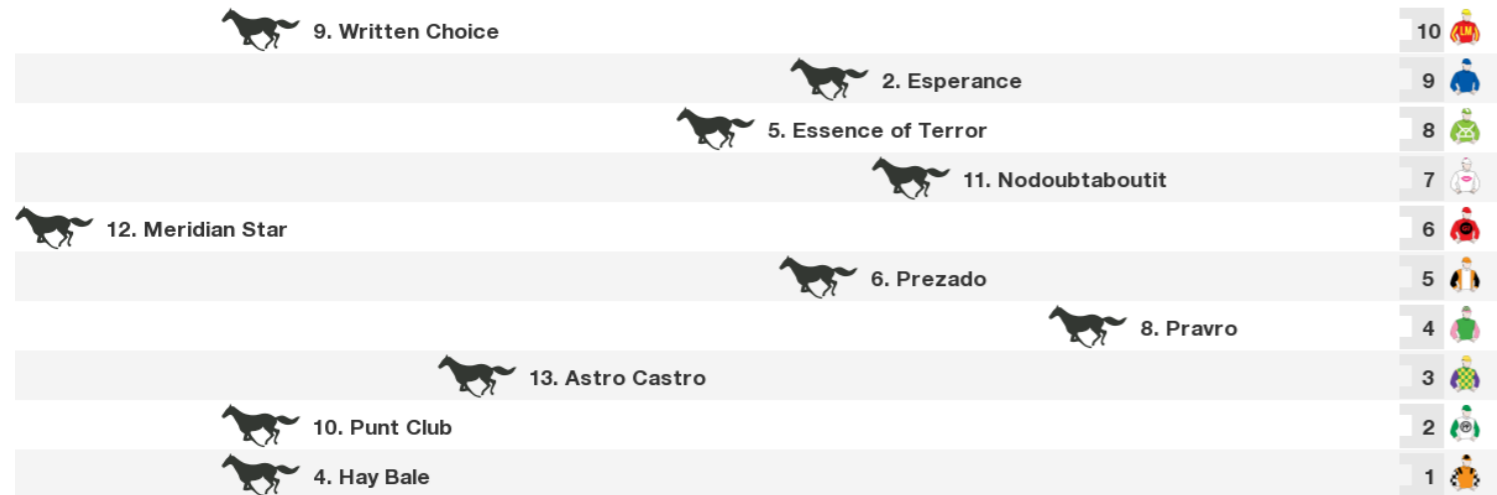 9. Written Choice 10
2. Esperance 9
5. Essence of Terror 8
11. Nodoubtaboutit 7
12. Meridian Star 6
6. Prezado 5
8. Pravro 4
13. Astro Castro 3
10. Punt Club 2
4. Hay Bale 1